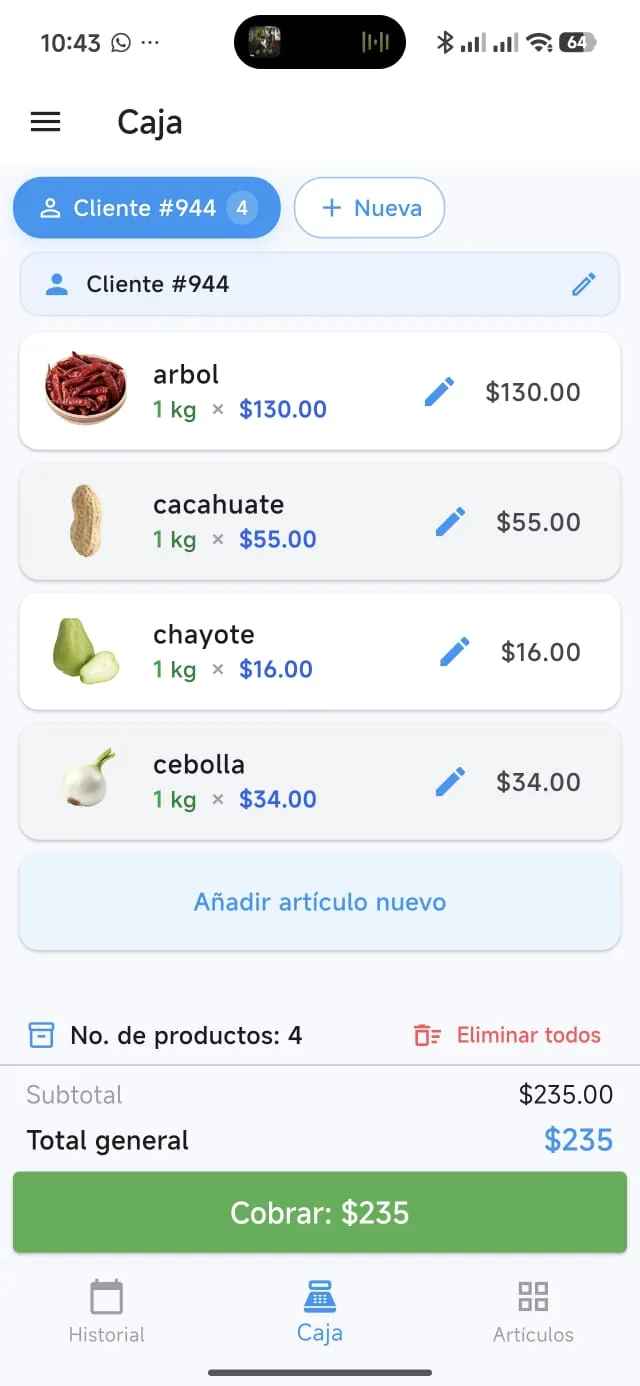 10:43 ... 64
Caja
Cliente #944 4
+ Nueva
Cliente #944
arbol
1 kg × $130.00
$130.00
cacahuate
1 kg × $55.00
$55.00
chayote
1 kg × $16.00
$16.00
cebolla
1 kg × $34.00
$34.00
Añadir artículo nuevo
No. de productos: 4
Eliminar todos
Subtotal $235.00
Total general $235
Cobrar: $235
Historial Caja Artículos